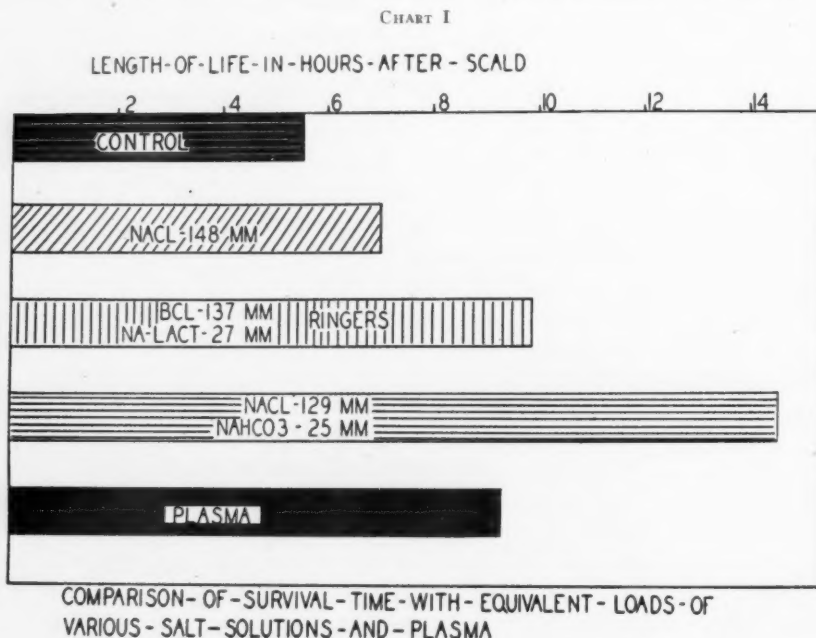 CHART I
LENGTH-OF-LIFE-IN-HOURS-AFTER-SCALD
2 4 6 8 10 12 14
CONTROL
NACL-148 MM
BCL-137 MM
NA-LACT-27 MM
RINGERS
NACL-129 MM
NAHCO3-25 MM
PLASMA
COMPARISON-OF-SURVIVAL-TIME-WITH-EQUIVALENT-LOADS-OF
VARIOUS-SALT-SOLUTIONS-AND-PLASMA